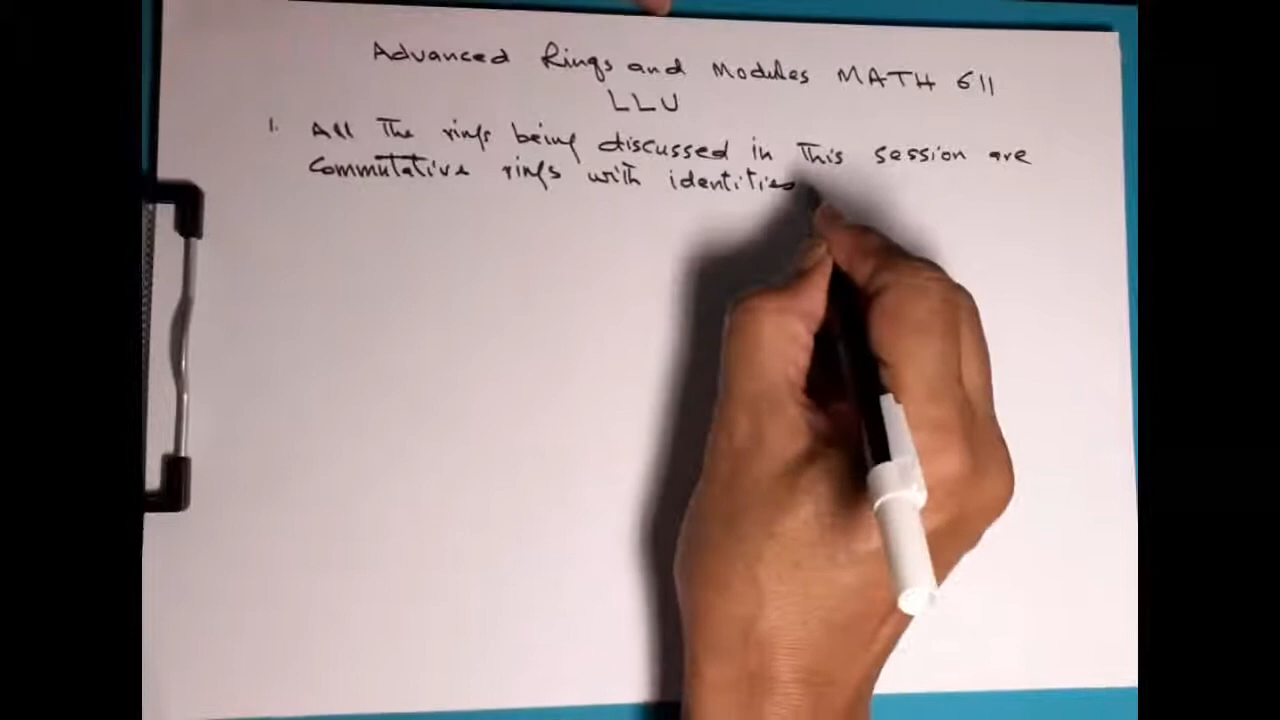 Advanced Rings and Modules MATH 611
LLU
1. All the rings being discussed in this session are
commutative rings with identities